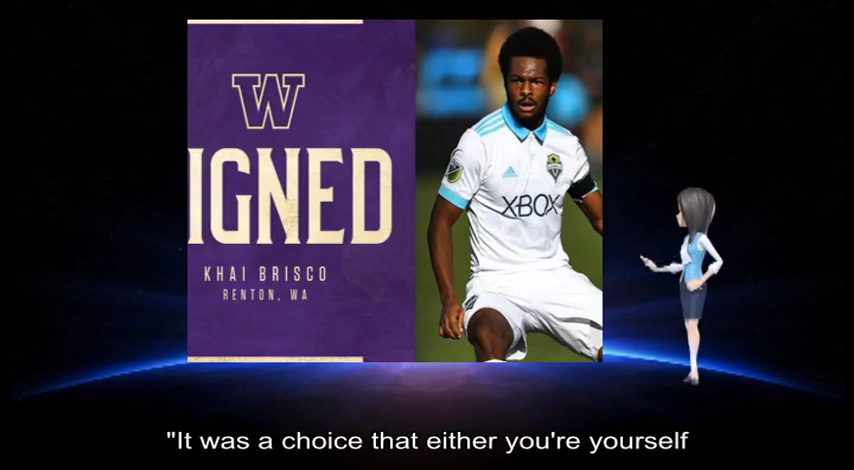 W
IGNED
KHAI BRISCO
RENTON, WA
XBOX
"It was a choice that either you're yourself